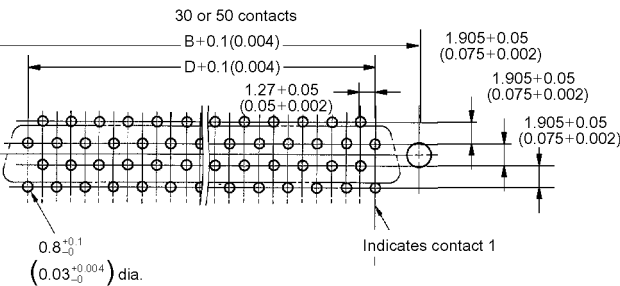 30 or 50 contacts
B+0.1(0.004)
D+0.1(0.004)
1.905+0.05
(0.075+0.002)
1.27+0.05
(0.05+0.002)
1.905+0.05
(0.075+0.002)
1.905+0.05
(0.075+0.002)
0.8+0.1 -0
(0.03+0.004 -0) dia.
Indicates contact 1